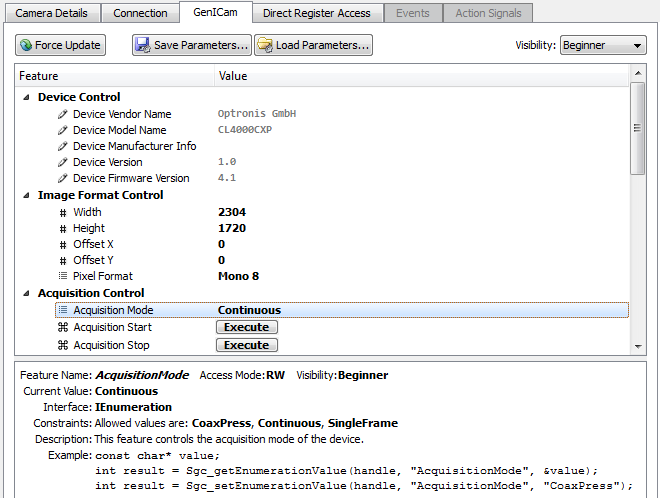 Camera Details Connection GenICam Direct Register Access Events Action Signals
Force Update Save Parameters... Load Parameters... Visibility: Beginner
Feature Value
Device Control
Device Vendor Name Optronis GmbH
Device Model Name CL4000CXP
Device Manufacturer Info
Device Version 1.0
Device Firmware Version 4.1
Image Format Control
# Width 2304
# Height 1720
# Offset X 0
# Offset Y 0
Pixel Format Mono 8
Acquisition Control
Acquisition Mode Continuous
⌘ Acquisition Start Execute
⌘ Acquisition Stop Execute
Feature Name: AcquisitionMode Access Mode:RW Visibility:Beginner
Current Value: Continuous
Interface: IEnumeration
Constraints: Allowed values are: CoaxPress, Continuous, SingleFrame
Description: This feature controls the acquisition mode of the device.
Example: const char* value;
int result = Sgc_getEnumerationValue(handle, "AcquisitionMode", &value);
int result = Sgc_setEnumerationValue(handle, "AcquisitionMode", "CoaxPress");